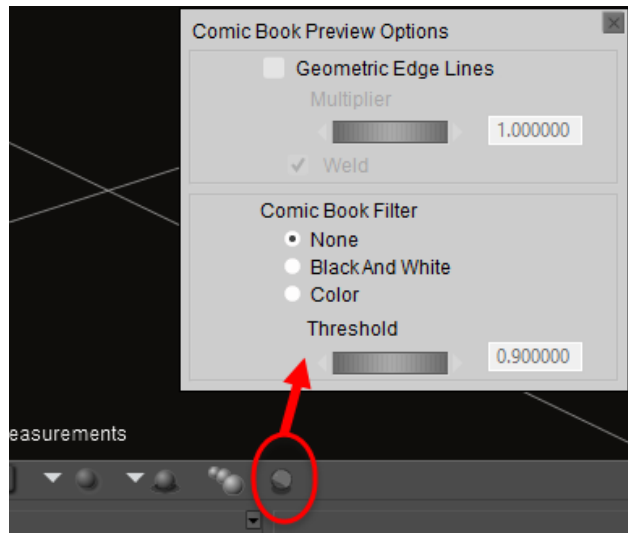 Comic Book Preview Options
Geometric Edge Lines
Multiplier
1.000000
Weld
Comic Book Filter
None
Black And White
Color
Threshold
0.900000
easurements